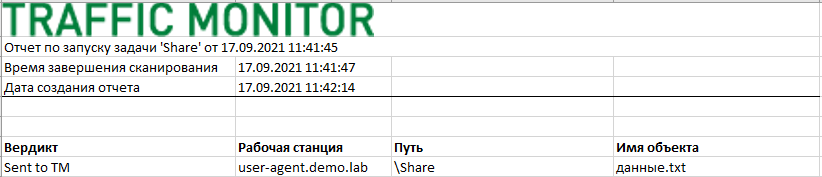 TRAFFIC MONITOR
Отчет по запуску задачи 'Share' от 17.09.2021 11:41:45
Время завершения сканирования 17.09.2021 11:41:47
Дата создания отчета 17.09.2021 11:42:14
Вердикт Рабочая станция Путь Имя объекта
Sent to TM user-agent.demo.lab \Share данные.txt